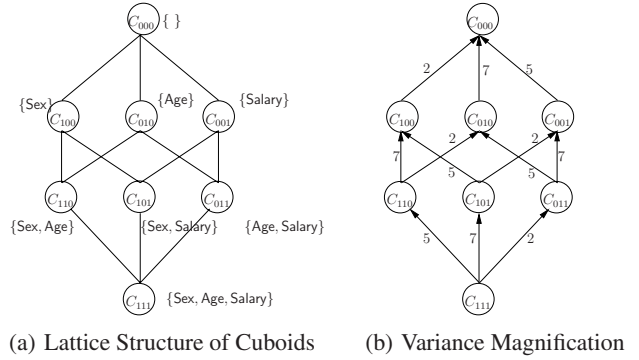 C000 { } C000
2 7 5
{Sex} {Age} {Salary}
C100 C010 C001 C100 C010 C001
7 2 5 2 5 7
C110 C101 C011 C110 C101 C011
{Sex, Age} {Sex, Salary} {Age, Salary}
5 7 2
C111 {Sex, Age, Salary} C111
(a) Lattice Structure of Cuboids (b) Variance Magnification